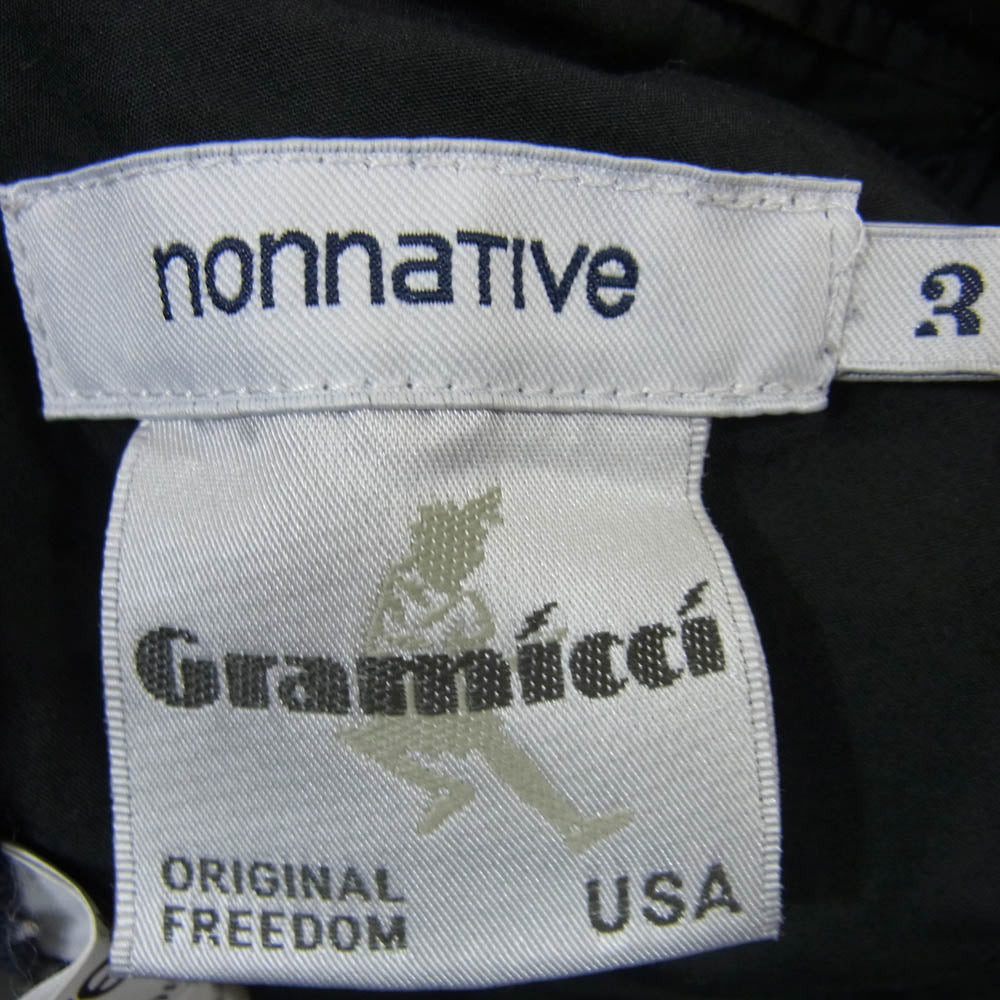 nonnaTIve
3
Gramicci
ORIGINAL
FREEDOM
USA